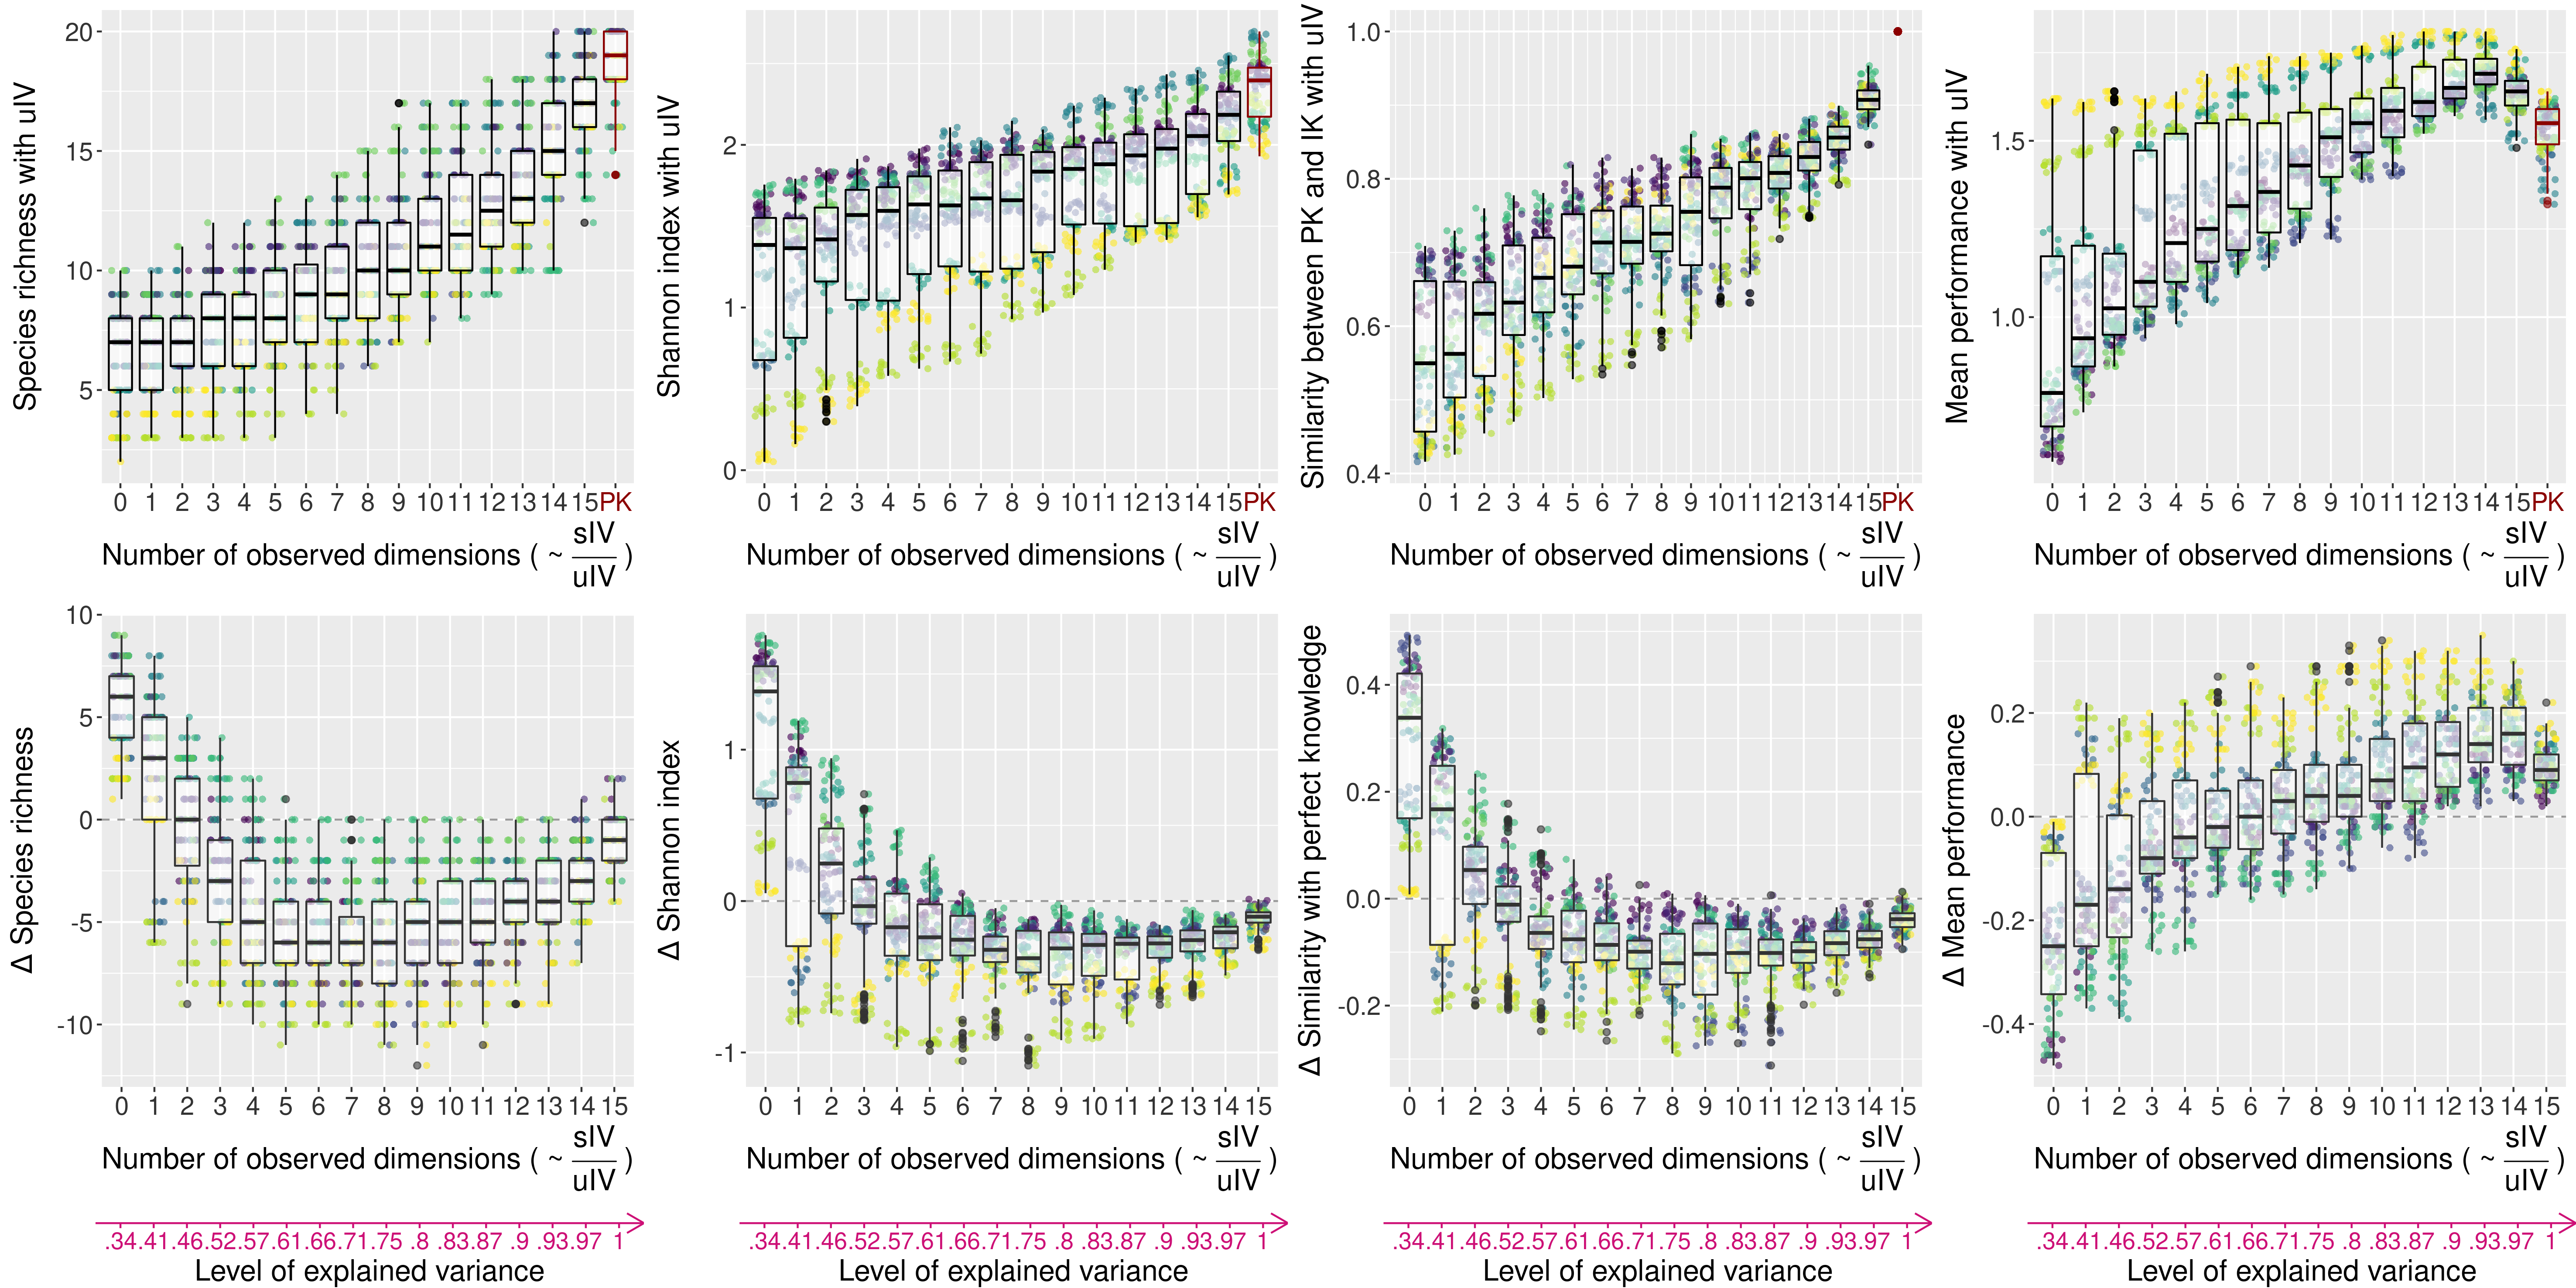 Species richness with uIV
20
15
10
5
0 1 2 3 4 5 6 7 8 9 10 11 12 13 14 15 PK
Number of observed dimensions ( ~ sIV/uIV )
Shannon index with uIV
2
1
0
0 1 2 3 4 5 6 7 8 9 10 11 12 13 14 15 PK
Number of observed dimensions ( ~ sIV/uIV )
Similarity between PK and IK with uIV
1.0
0.8
0.6
0.4
0 1 2 3 4 5 6 7 8 9 10 11 12 13 14 15 PK
Number of observed dimensions ( ~ sIV/uIV )
Mean performance with uIV
1.5
1.0
0 1 2 3 4 5 6 7 8 9 10 11 12 13 14 15 PK
Number of observed dimensions ( ~ sIV/uIV )
Δ Species richness
10
5
0
-5
-10
0 1 2 3 4 5 6 7 8 9 10 11 12 13 14 15
Number of observed dimensions ( ~ sIV/uIV )
.34 .41 .46 .52 .57 .61 .66 .71 .75 .8 .83 .87 .9 .93 .97 1
Level of explained variance
Δ Shannon index
1
0
-1
0 1 2 3 4 5 6 7 8 9 10 11 12 13 14 15
Number of observed dimensions ( ~ sIV/uIV )
.34 .41 .46 .52 .57 .61 .66 .71 .75 .8 .83 .87 .9 .93 .97 1
Level of explained variance
Δ Similarity with perfect knowledge
0.4
0.2
0.0
-0.2
0 1 2 3 4 5 6 7 8 9 10 11 12 13 14 15
Number of observed dimensions ( ~ sIV/uIV )
.34 .41 .46 .52 .57 .61 .66 .71 .75 .8 .83 .87 .9 .93 .97 1
Level of explained variance
Δ Mean performance
0.2
0.0
-0.2
-0.4
0 1 2 3 4 5 6 7 8 9 10 11 12 13 14 15
Number of observed dimensions ( ~ sIV/uIV )
.34 .41 .46 .52 .57 .61 .66 .71 .75 .8 .83 .87 .9 .93 .97 1
Level of explained variance